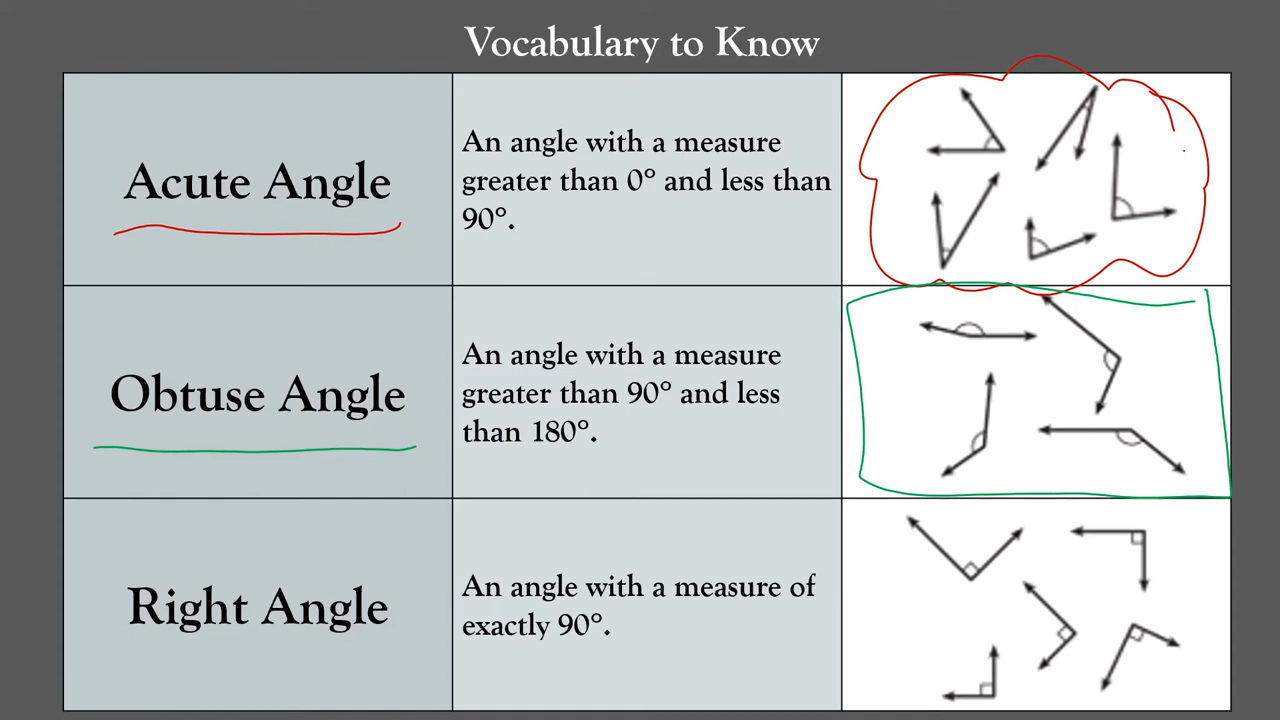 Vocabulary to Know
Acute Angle
An angle with a measure
greater than 0° and less than
90°.
Obtuse Angle
An angle with a measure
greater than 90° and less
than 180°.
Right Angle
An angle with a measure of
exactly 90°.